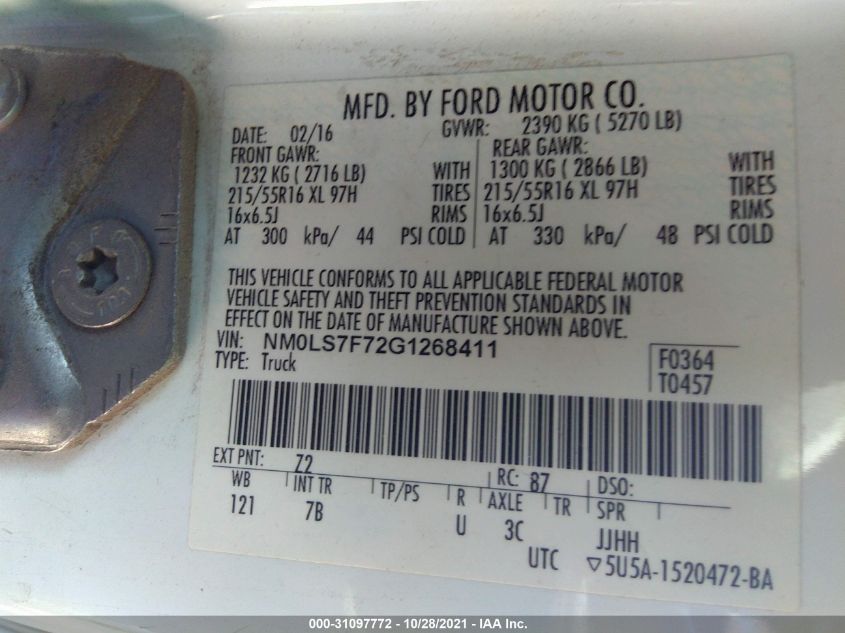 MFD. BY FORD MOTOR CO.
DATE: 02/16 GVWR: 2390 KG ( 5270 LB)
FRONT GAWR: REAR GAWR:
1232 KG ( 2716 LB) WITH 1300 KG ( 2866 LB) WITH
215/55R16 XL 97H TIRES 215/55R16 XL 97H TIRES
16x6.5J RIMS 16x6.5J RIMS
AT 300 kPa/ 44 PSI COLD AT 330 kPa/ 48 PSI COLD
THIS VEHICLE CONFORMS TO ALL APPLICABLE FEDERAL MOTOR
VEHICLE SAFETY AND THEFT PREVENTION STANDARDS IN
EFFECT ON THE DATE OF MANUFACTURE SHOWN ABOVE.
VIN: NM0LS7F72G1268411
TYPE: Truck
F0364
T0457
EXT PNT: Z2 RC: 87 DSO:
WB INT TR TP/PS R AXLE TR SPR
121 7B U 3C JJHH
UTC ▽5U5A-1520472-BA
000-31097772 - 10/28/2021 - IAA Inc.